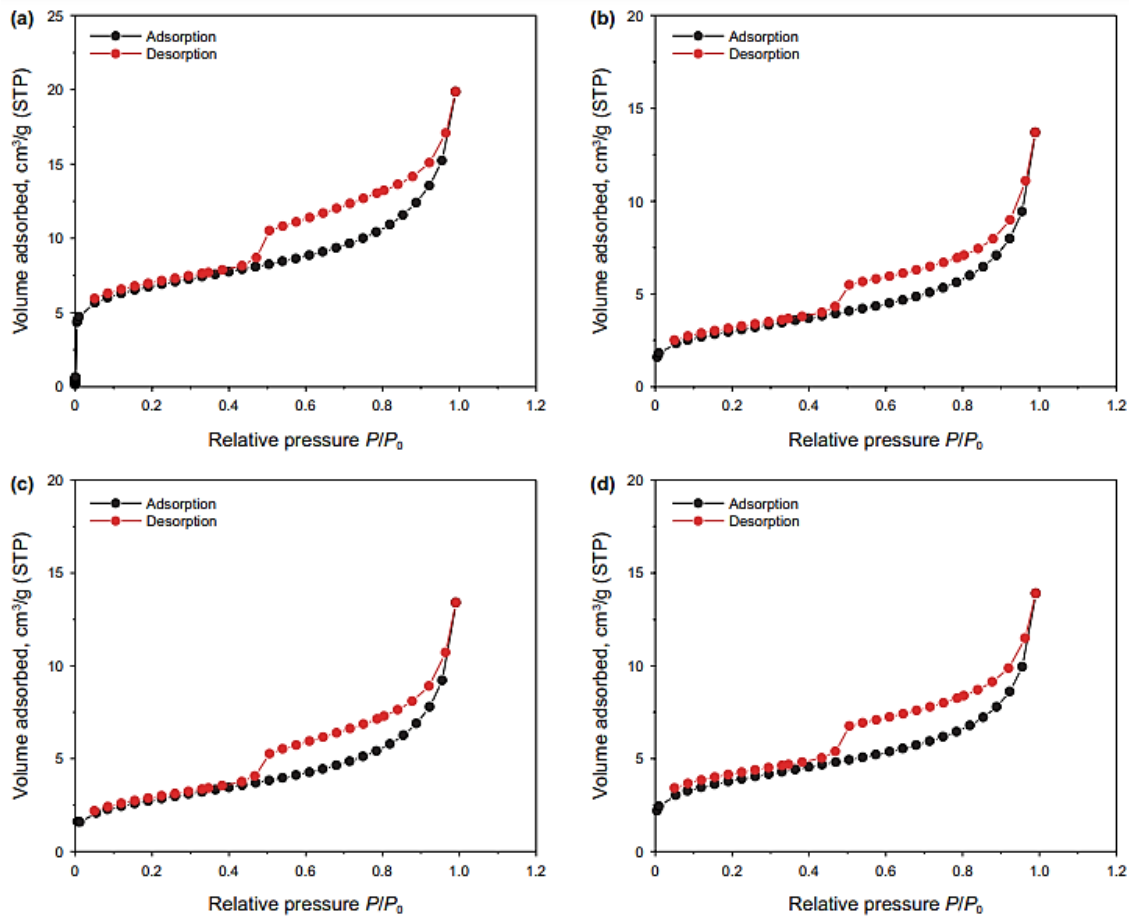 (a)
25
20
15
10
5
0
Adsorption
Desorption
Volume adsorbed, cm³/g (STP)
0 0.2 0.4 0.6 0.8 1.0 1.2
Relative pressure P/P₀
(b)
20
15
10
5
0
Adsorption
Desorption
Volume adsorbed, cm³/g (STP)
0 0.2 0.4 0.6 0.8 1.0 1.2
Relative pressure P/P₀
(c)
20
15
10
5
0
Adsorption
Desorption
Volume adsorbed, cm³/g (STP)
0 0.2 0.4 0.6 0.8 1.0 1.2
Relative pressure P/P₀
(d)
20
15
10
5
0
Adsorption
Desorption
Volume adsorbed, cm³/g (STP)
0 0.2 0.4 0.6 0.8 1.0 1.2
Relative pressure P/P₀